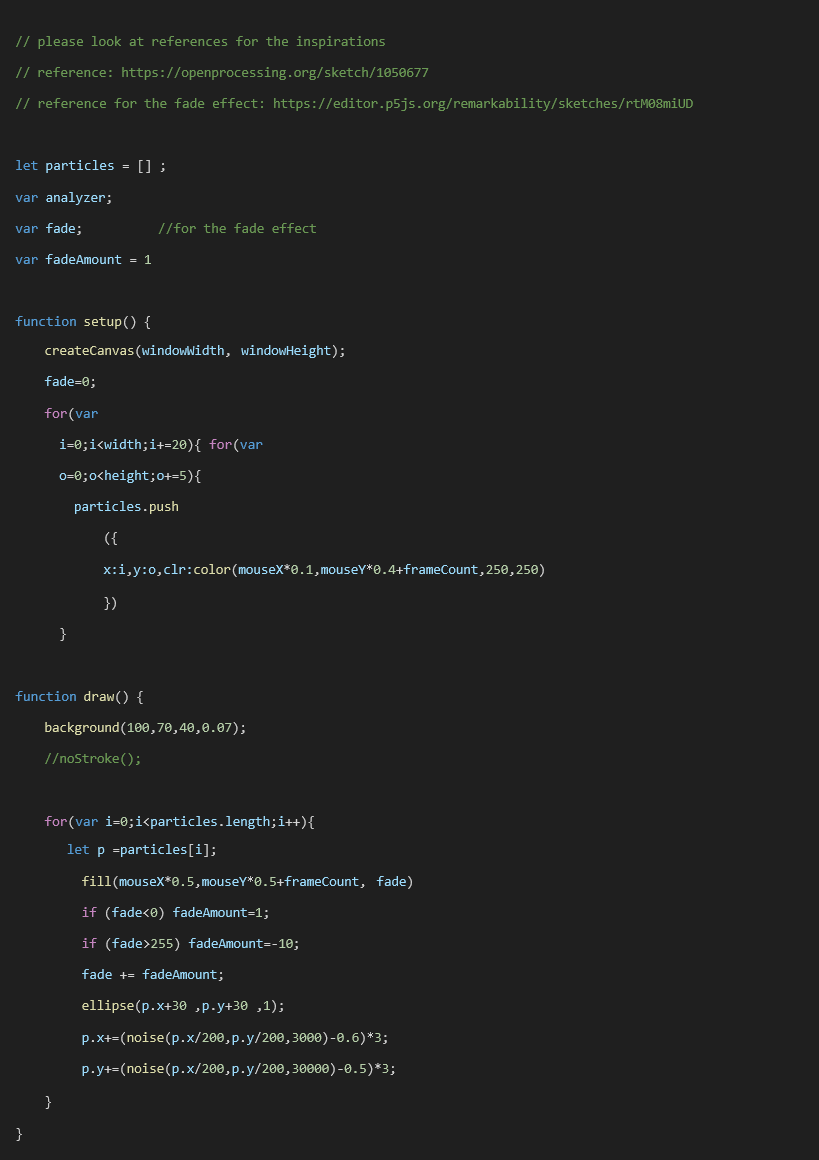 // please look at references for the inspirations
// reference: https://openprocessing.org/sketch/1050677
// reference for the fade effect: https://editor.p5js.org/remarkability/sketches/rtM08miUD
let particles = [] ;
var analyzer;
var fade;          //for the fade effect
var fadeAmount = 1
function setup() {
    createCanvas(windowWidth, windowHeight);
    fade=0;
    for(var
      i=0;i<width;i+=20){ for(var
      o=0;o<height;o+=5){
        particles.push
            ({
            x:i,y:o,clr:color(mouseX*0.1,mouseY*0.4+frameCount,250,250)
            })
      }
function draw() {
    background(100,70,40,0.07);
    //noStroke();
    for(var i=0;i<particles.length;i++){
       let p =particles[i];
         fill(mouseX*0.5,mouseY*0.5+frameCount, fade)
         if (fade<0) fadeAmount=1;
         if (fade>255) fadeAmount=-10;
         fade += fadeAmount;
         ellipse(p.x+30 ,p.y+30 ,1);
         p.x+=(noise(p.x/200,p.y/200,3000)-0.6)*3;
         p.y+=(noise(p.x/200,p.y/200,30000)-0.5)*3;
    }
}